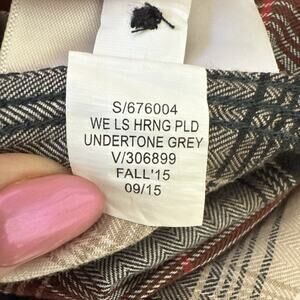 S/676004
WE LS HRNG PLD
UNDERTONE GREY
V/306899
FALL'15
09/15